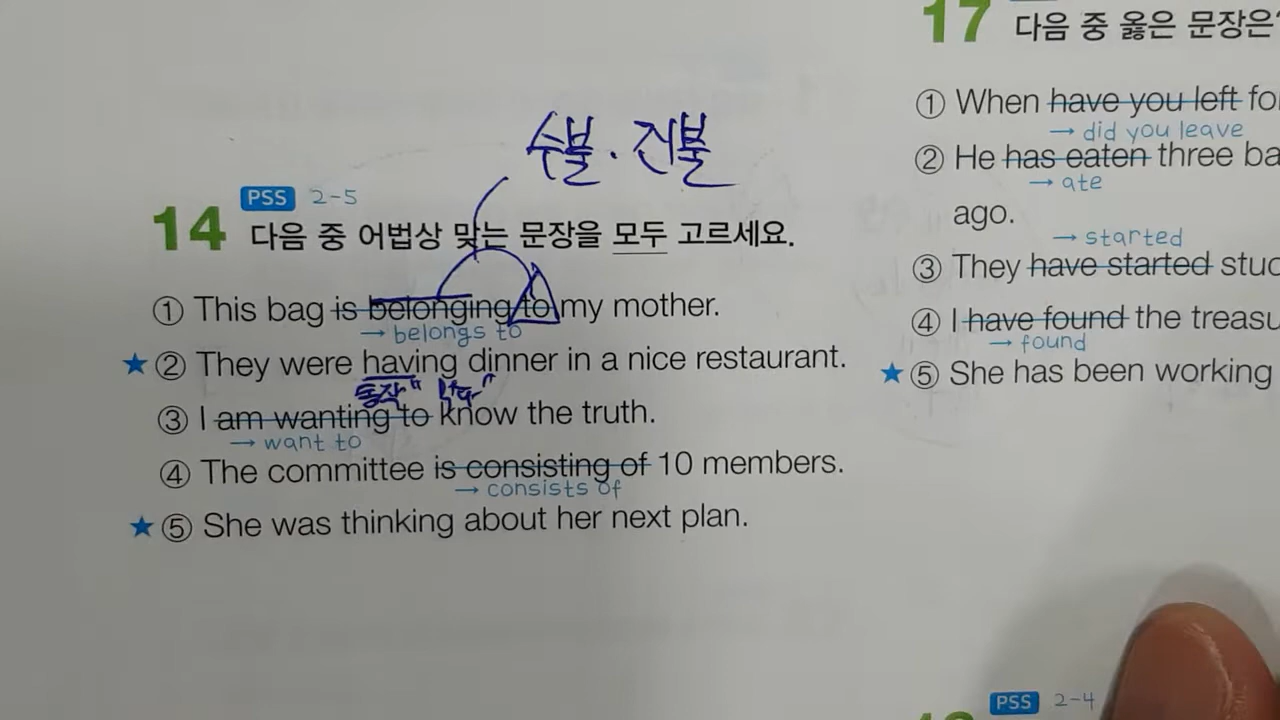 수불. 진불
PSS 2-5
14 다음 중 어법상 맞는 문장을 모두 고르세요.
① This bag is belonging to my mother.
→ belongs to
★ ② They were having dinner in a nice restaurant.
③ I am wanting to know the truth.
→ want to
④ The committee is consisting of 10 members.
→ consists of
★ ⑤ She was thinking about her next plan.
17 다음 중 옳은 문장은?
① When have you left fo
→ did you leave
② He has eaten three ba
→ ate
ago.
→ started
③ They have started stud
④ I have found the treasu
→ found
★ ⑤ She has been working
PSS 2-4